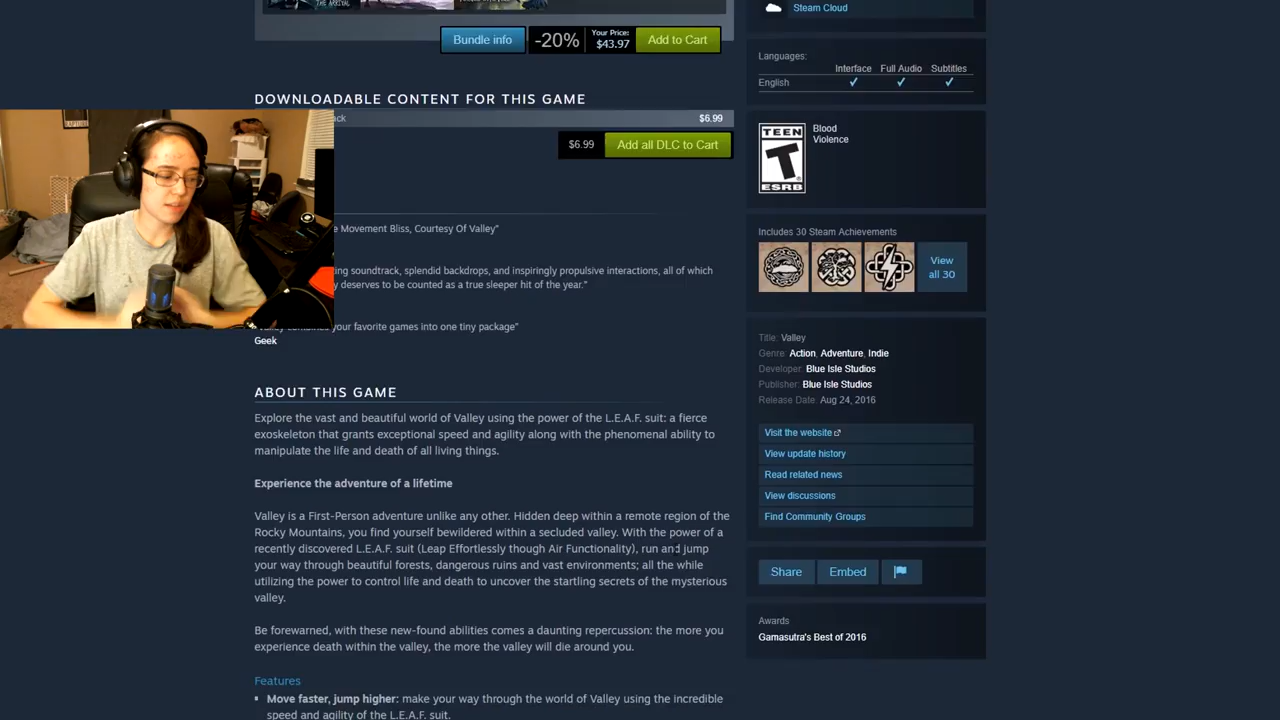 THE ARRIVAL
Bundle info
-20%
Your Price:
$43.97
Add to Cart
DOWNLOADABLE CONTENT FOR THIS GAME
$6.99
$6.99
Add all DLC to Cart
Movement Bliss, Courtesy Of Valley"
soundtrack, splendid backdrops, and inspiringly propulsive interactions, all of which
deserves to be counted as a true sleeper hit of the year."
your favorite games into one tiny package"
Geek
ABOUT THIS GAME
Explore the vast and beautiful world of Valley using the power of the L.E.A.F. suit: a fierce
exoskeleton that grants exceptional speed and agility along with the phenomenal ability to
manipulate the life and death of all living things.
Experience the adventure of a lifetime
Valley is a First-Person adventure unlike any other. Hidden deep within a remote region of the
Rocky Mountains, you find yourself bewildered within a secluded valley. With the power of a
recently discovered L.E.A.F. suit (Leap Effortlessly though Air Functionality), run and jump
your way through beautiful forests, dangerous ruins and vast environments; all the while
utilizing the power to control life and death to uncover the startling secrets of the mysterious
valley.
Be forewarned, with these new-found abilities comes a daunting repercussion: the more you
experience death within the valley, the more the valley will die around you.
Features
Move faster, jump higher: make your way through the world of Valley using the incredible
speed and agility of the L.E.A.F. suit.
Steam Cloud
Languages:
Interface Full Audio Subtitles
English ✓ ✓ ✓
TEEN
T
ESRB
Blood
Violence
Includes 30 Steam Achievements
View
all 30
Title: Valley
Genre: Action, Adventure, Indie
Developer: Blue Isle Studios
Publisher: Blue Isle Studios
Release Date: Aug 24, 2016
Visit the website
View update history
Read related news
View discussions
Find Community Groups
Share
Embed
Awards
Gamasutra's Best of 2016